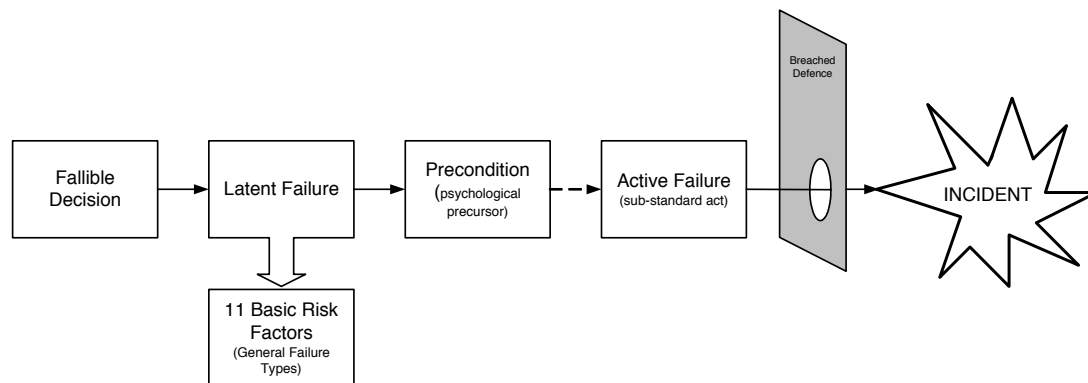 Breached
Defence
Fallible
Decision
Latent Failure
Precondition
(psychological
precursor)
Active Failure
(sub-standard act)
INCIDENT
11 Basic Risk
Factors
(General Failure
Types)